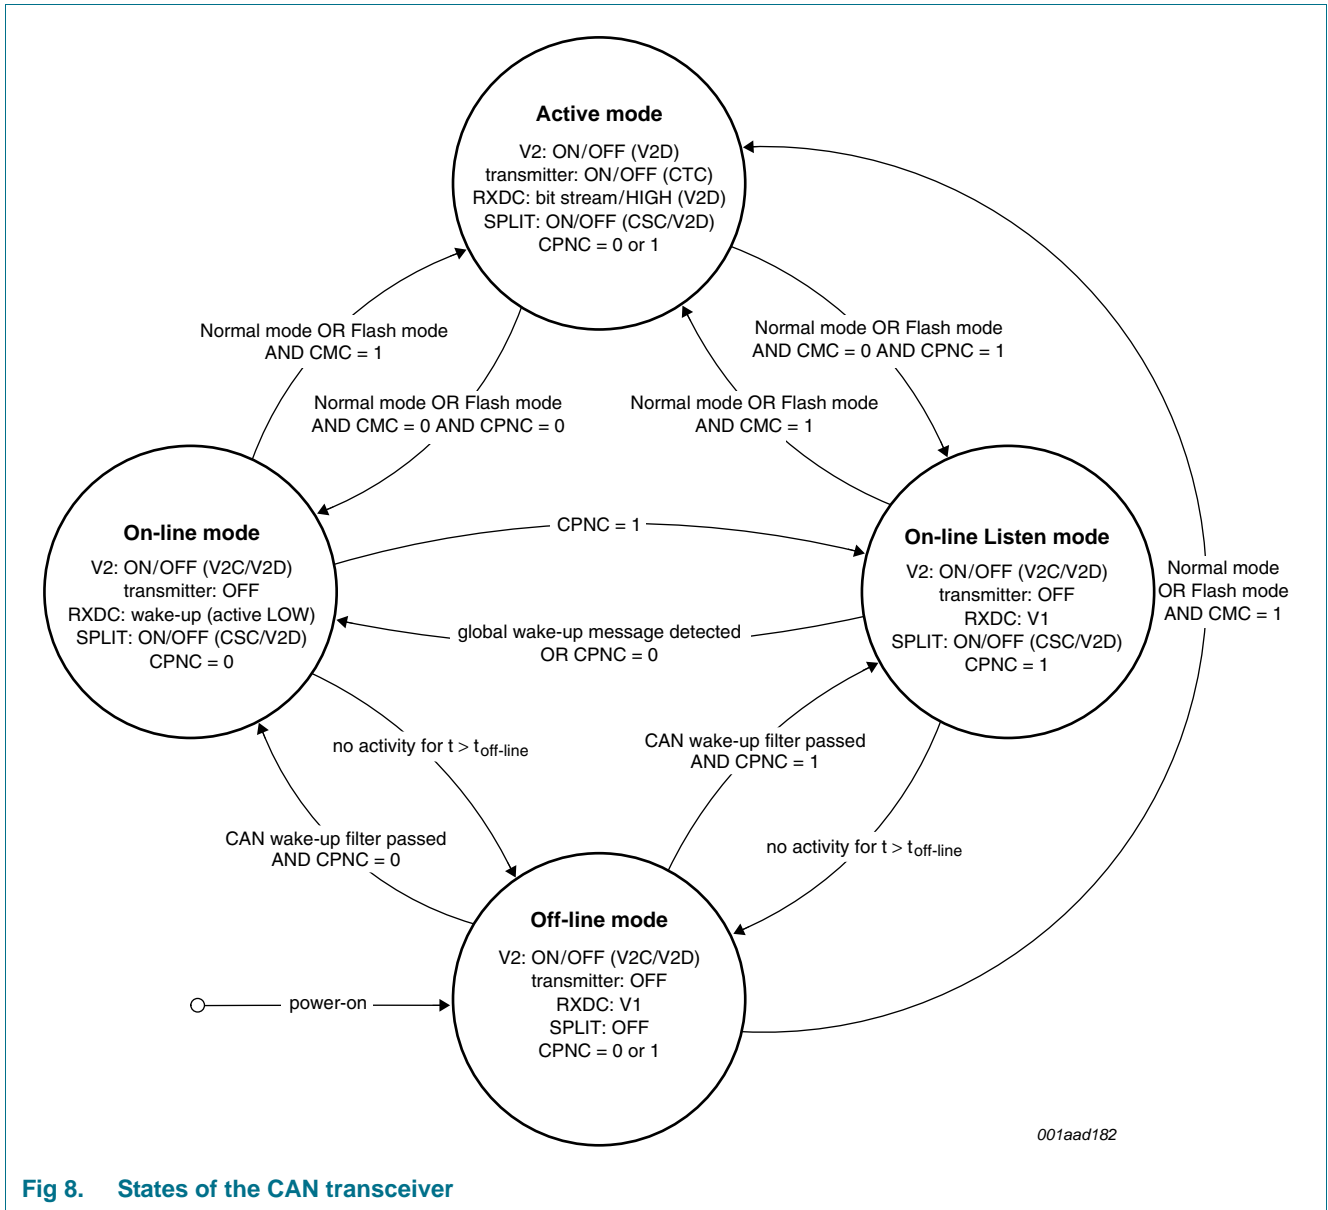 Active mode
V2: ON/OFF (V2D)
transmitter: ON/OFF (CTC)
RXDC: bit stream/HIGH (V2D)
SPLIT: ON/OFF (CSC/V2D)
CPNC = 0 or 1
Normal mode OR Flash mode
AND CMC = 1
Normal mode OR Flash mode
AND CMC = 0 AND CPNC = 1
Normal mode OR Flash mode
AND CMC = 0 AND CPNC = 0
Normal mode OR Flash mode
AND CMC = 1
On-line mode
V2: ON/OFF (V2C/V2D)
transmitter: OFF
RXDC: wake-up (active LOW)
SPLIT: ON/OFF (CSC/V2D)
CPNC = 0
CPNC = 1
global wake-up message detected
OR CPNC = 0
On-line Listen mode
V2: ON/OFF (V2C/V2D)
transmitter: OFF
RXDC: V1
SPLIT: ON/OFF (CSC/V2D)
CPNC = 1
Normal mode
OR Flash mode
AND CMC = 1
no activity for t > toff-line
CAN wake-up filter passed
AND CPNC = 1
CAN wake-up filter passed
AND CPNC = 0
no activity for t > toff-line
Off-line mode
V2: ON/OFF (V2C/V2D)
transmitter: OFF
RXDC: V1
SPLIT: OFF
CPNC = 0 or 1
power-on
001aad182
Fig 8. States of the CAN transceiver